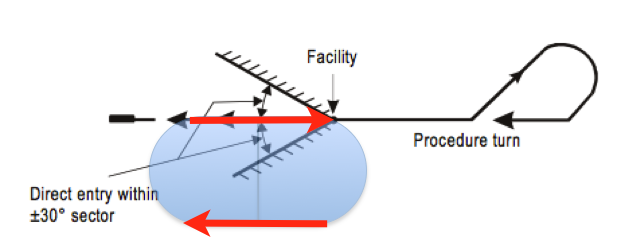 Facility
Procedure turn
Direct entry within
±30° sector